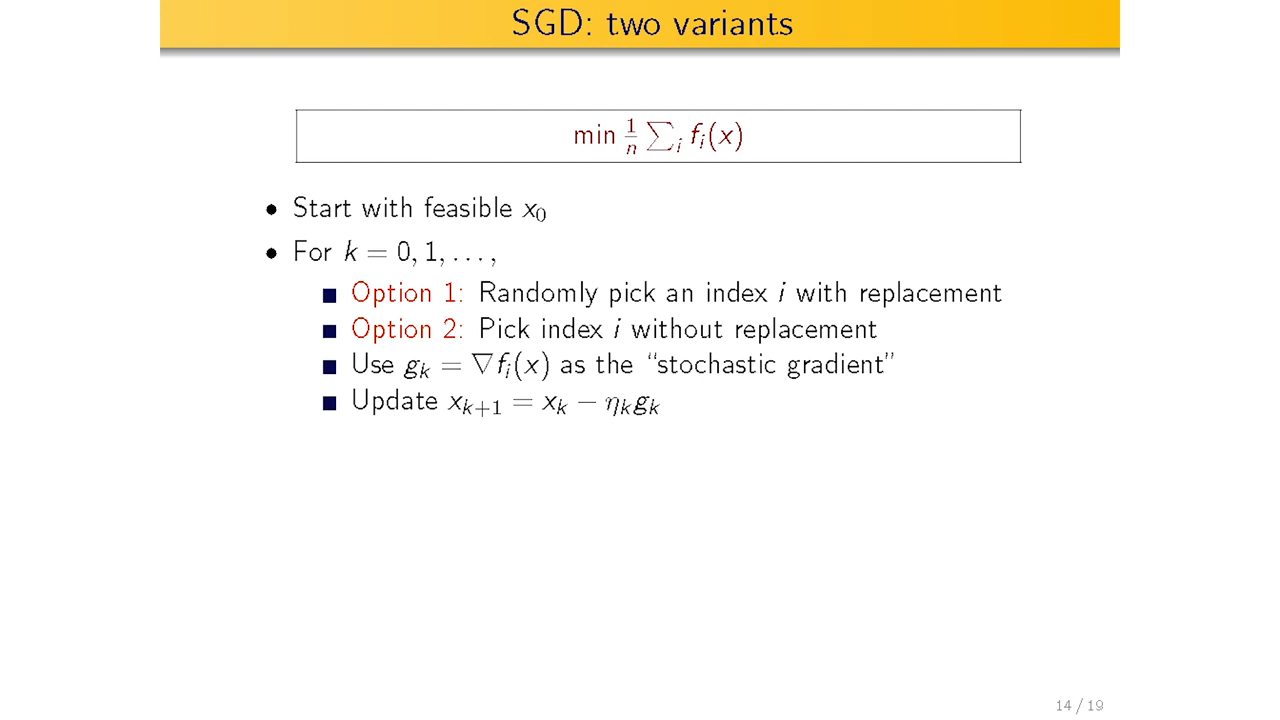 SGD: two variants
min 1/n ∑_i f_i(x)
• Start with feasible x_0
• For k = 0, 1, . . . ,
■ Option 1: Randomly pick an index i with replacement
■ Option 2: Pick index i without replacement
■ Use g_k = ∇f_i(x) as the “stochastic gradient”
■ Update x_{k+1} = x_k − η_k g_k
14 / 19